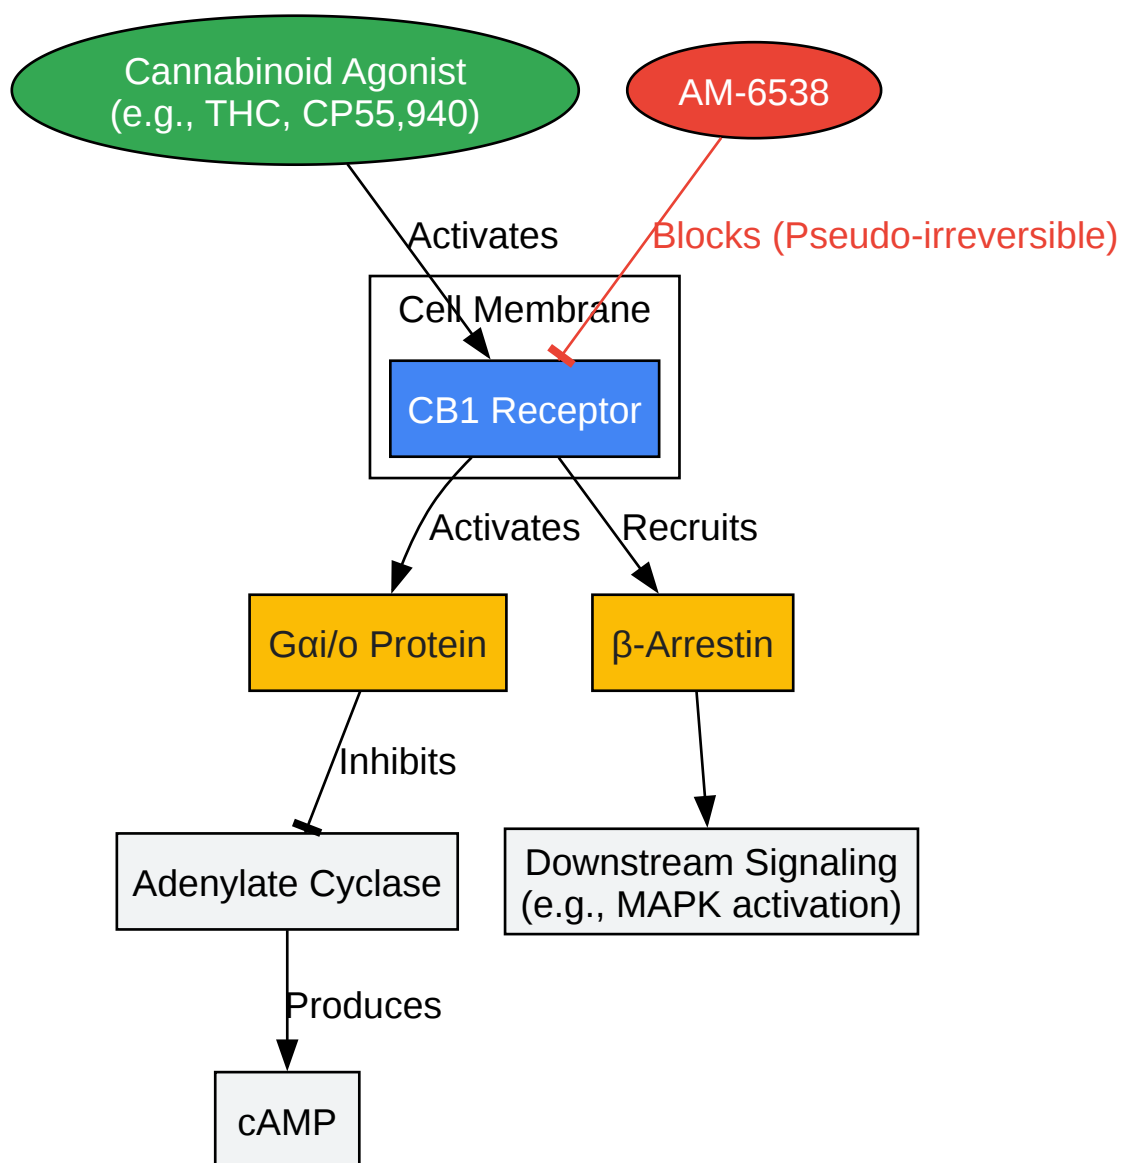 Cannabinoid Agonist
(e.g., THC, CP55,940)
AM-6538
Activates
Blocks (Pseudo-irreversible)
Cell Membrane
CB1 Receptor
Activates
Recruits
Gαi/o Protein
β-Arrestin
Inhibits
Downstream Signaling
(e.g., MAPK activation)
Adenylate Cyclase
Produces
cAMP